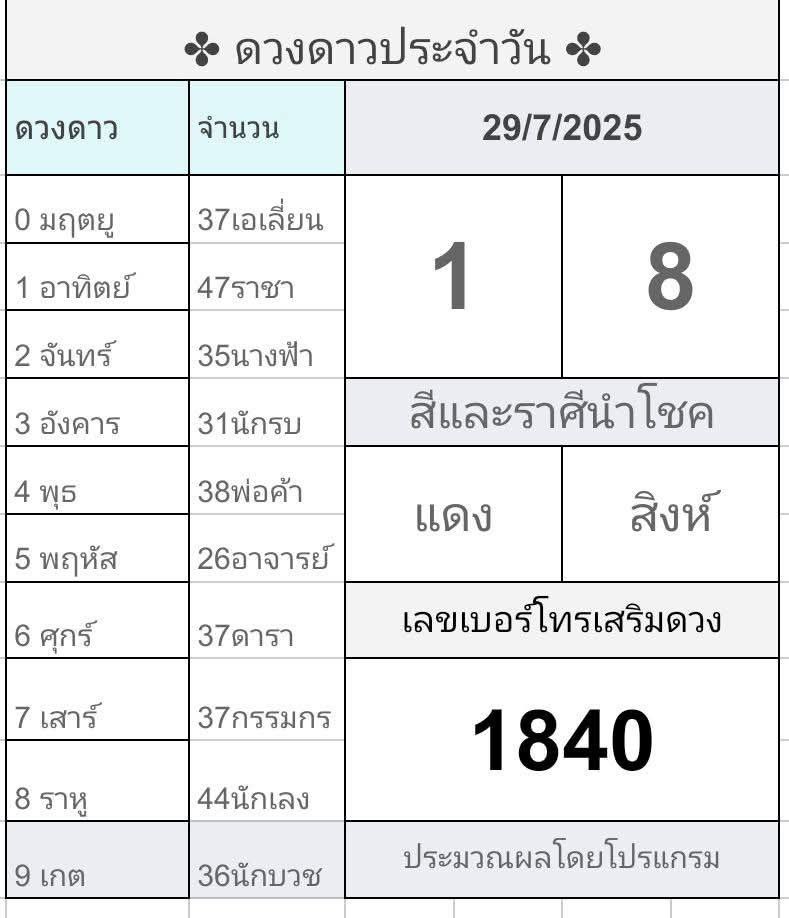 ✤ ดวงดาวประจำวัน ✤
ดวงดาว จำนวน 29/7/2025
0 มฤตยู 37เอเลี่ยน
1 อาทิตย์ 47ราชา
1 8
2 จันทร์ 35นางฟ้า
3 อังคาร 31นักรบ
สีและราศีนำโชค
4 พุธ 38พ่อค้า
แดง สิงห์
5 พฤหัส 26อาจารย์
6 ศุกร์ 37ดารา
เลขเบอร์โทรเสริมดวง
7 เสาร์ 37กรรมกร
1840
8 ราหู 44นักเลง
9 เกต 36นักบวช
ประมวณผลโดยโปรแกรม